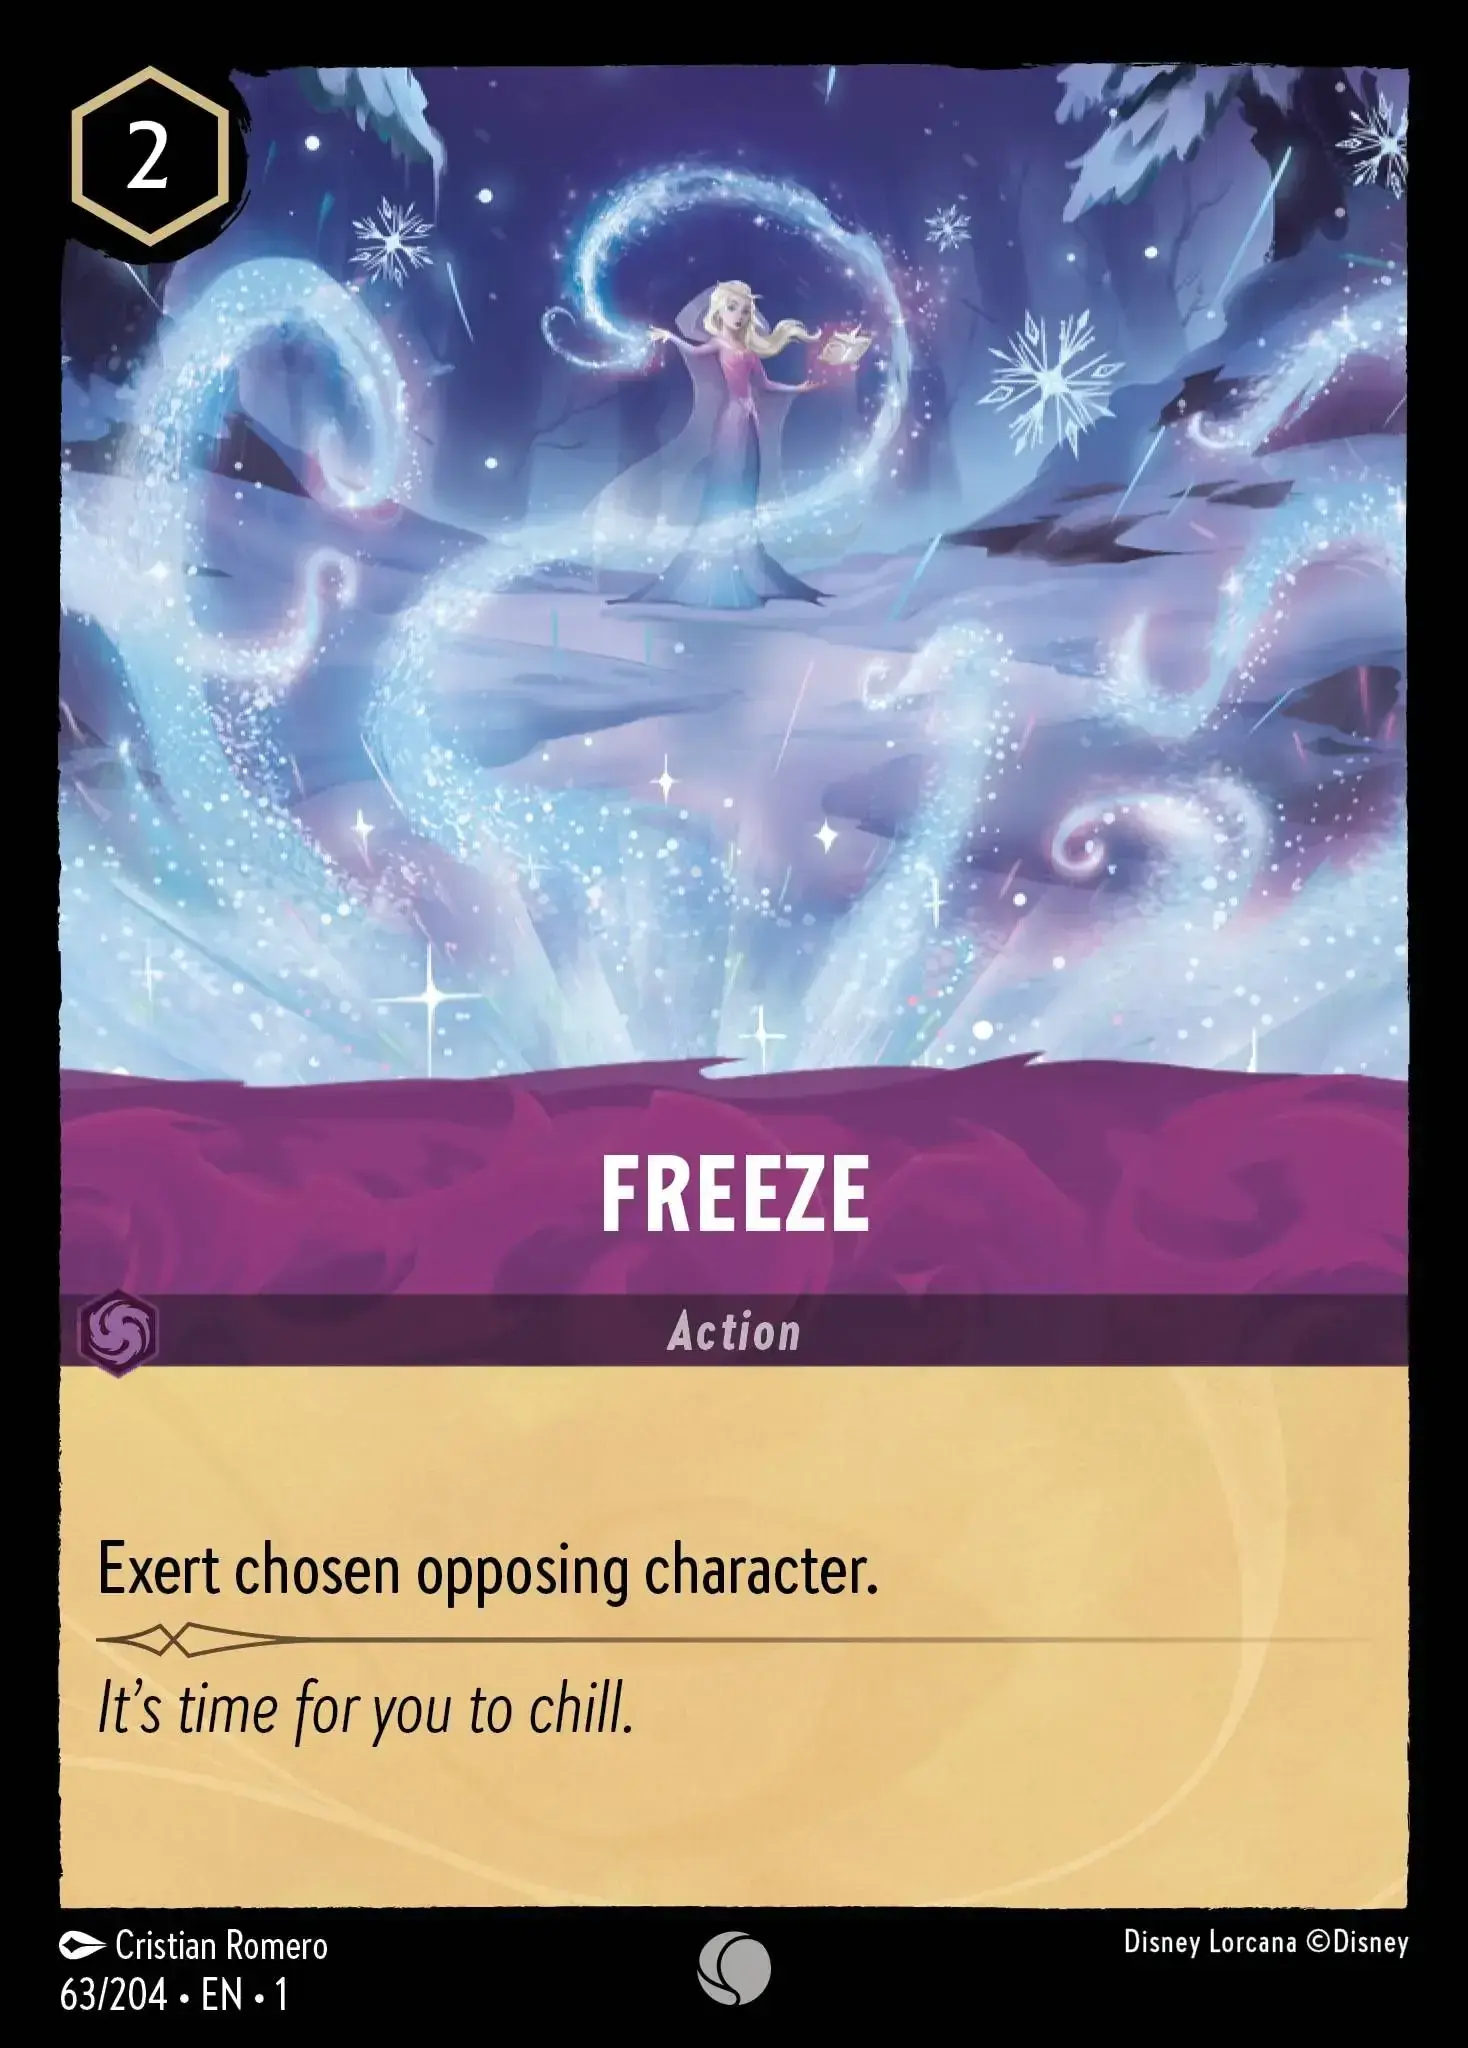 2
FREEZE
Action
Exert chosen opposing character.
It's time for you to chill.
Cristian Romero
Disney Lorcana ©Disney
63/204 • EN • 1